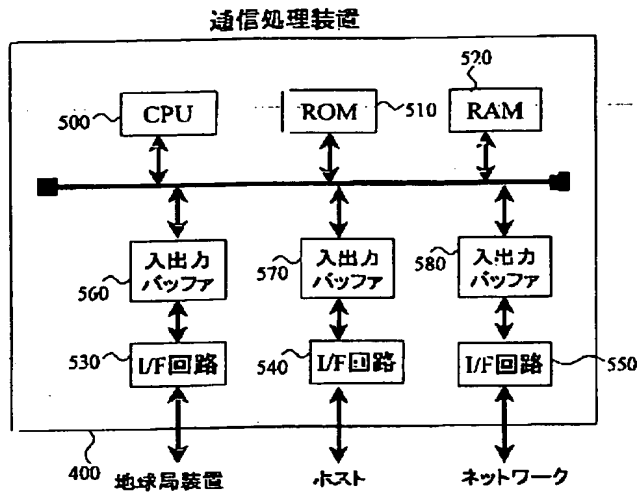 通信処理装置
500 CPU
ROM 510
520
RAM
560 入出力
バッファ
570 入出力
バッファ
580 入出力
バッファ
530 I/F回路
540 I/F回路
I/F回路 550
400
地球局装置
ホスト
ネットワーク